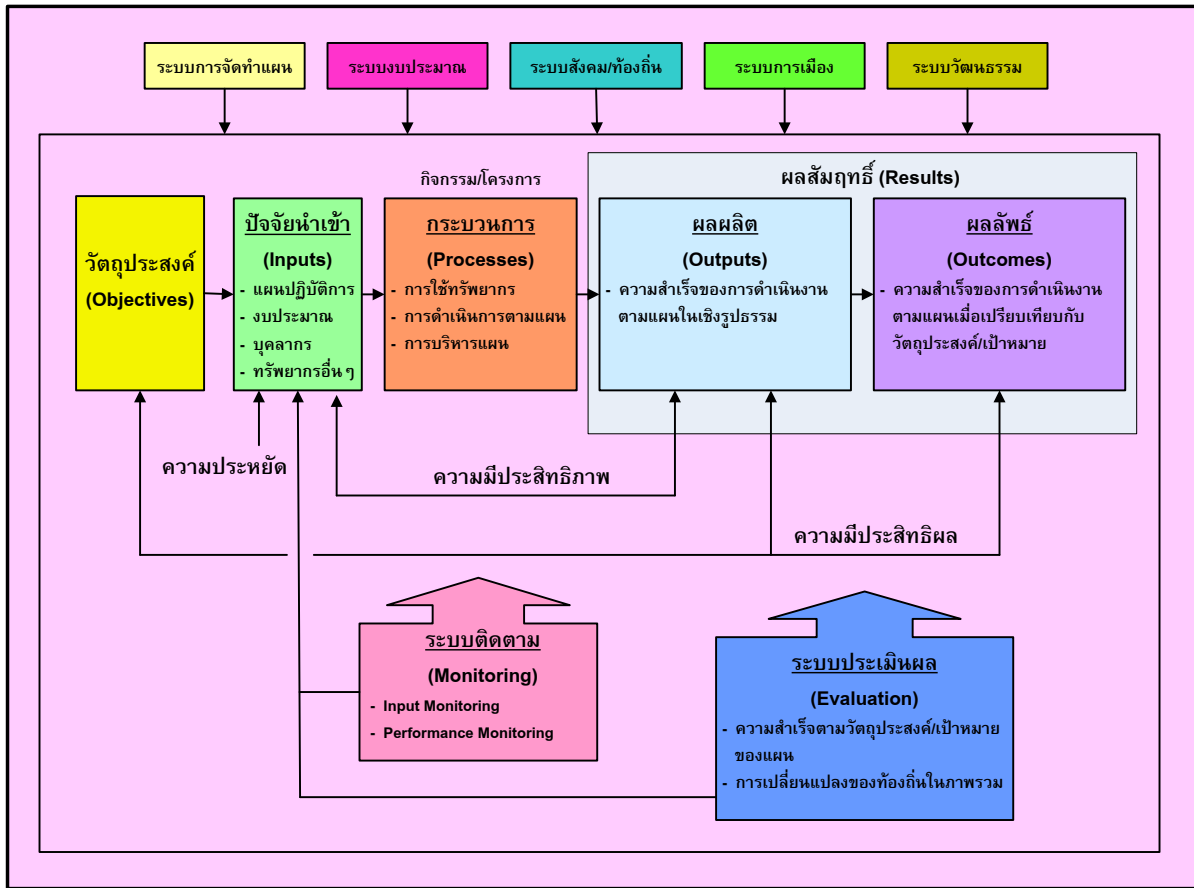 ระบบการจัดทำแผน
ระบบงบประมาณ
ระบบสังคม/ท้องถิ่น
ระบบการเมือง
ระบบวัฒนธรรม
กิจกรรม/โครงการ
ผลสัมฤทธิ์ (Results)
วัตถุประสงค์
(Objectives)
ปัจจัยนำเข้า
(Inputs)
- แผนปฏิบัติการ
- งบประมาณ
- บุคลากร
- ทรัพยากรอื่น ๆ
กระบวนการ
(Processes)
- การใช้ทรัพยากร
- การดำเนินการตามแผน
- การบริหารแผน
ผลผลิต
(Outputs)
- ความสำเร็จของการดำเนินงาน
ตามแผนในเชิงรูปธรรม
ผลลัพธ์
(Outcomes)
- ความสำเร็จของการดำเนินงาน
ตามแผนเมื่อเปรียบเทียบกับ
วัตถุประสงค์/เป้าหมาย
ความประหยัด
ความมีประสิทธิภาพ
ความมีประสิทธิผล
ระบบติดตาม
(Monitoring)
- Input Monitoring
- Performance Monitoring
ระบบประเมินผล
(Evaluation)
- ความสำเร็จตามวัตถุประสงค์/เป้าหมาย
ของแผน
- การเปลี่ยนแปลงของท้องถิ่นในภาพรวม